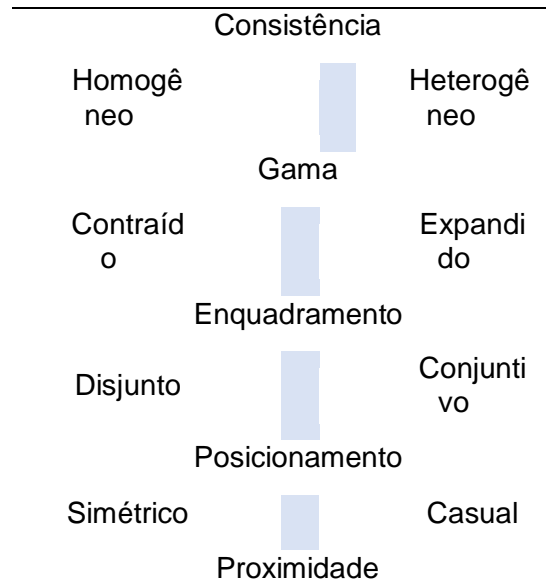 Consistência
Homogê Heterogê
neo neo
Gama
Contraíd Expandi
o do
Enquadramento
Disjunto Conjunti
vo
Posicionamento
Simétrico Casual
Proximidade